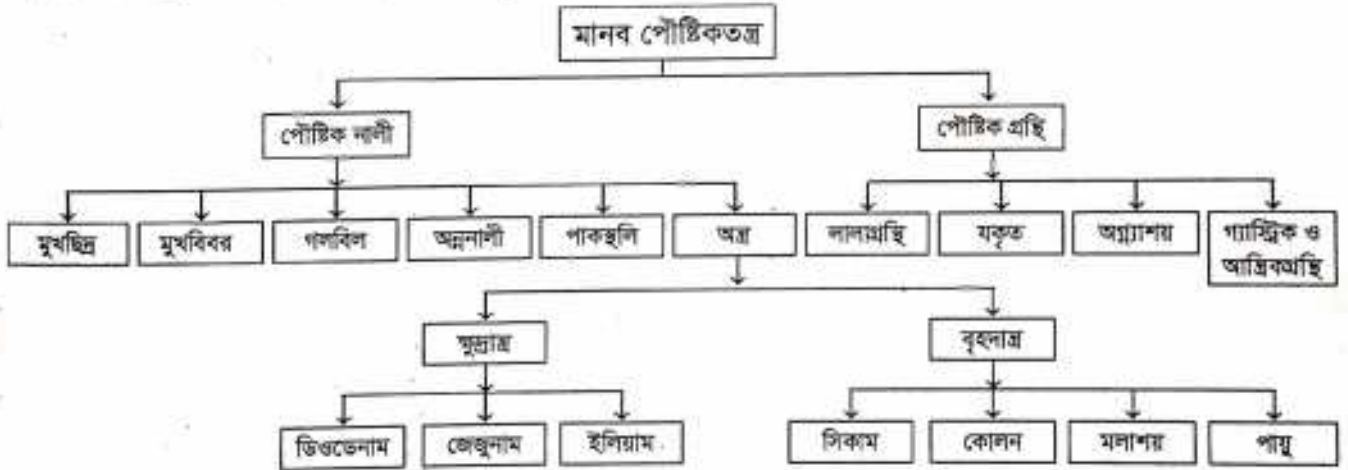 মানব পৌষ্টিকতন্ত্র
পৌষ্টিক নালী
পৌষ্টিক গ্রন্থি
মুখছিদ্র
মুখবিবর
গলবিল
অন্ননালী
পাকস্থলি
অন্ত্র
লালাগ্রন্থি
যকৃত
অগ্ন্যাশয়
গ্যাস্ট্রিক ও
আন্ত্রিকগ্রন্থি
ক্ষুদ্রান্ত্র
বৃহদান্ত্র
ডিওডেনাম
জেজুনাম
ইলিয়াম
সিকাম
কোলন
মলাশয়
পায়ু